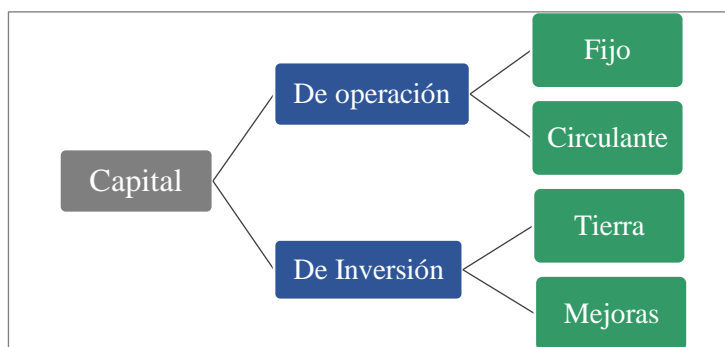 Capital
De operación
Fijo
Circulante
De Inversión
Tierra
Mejoras